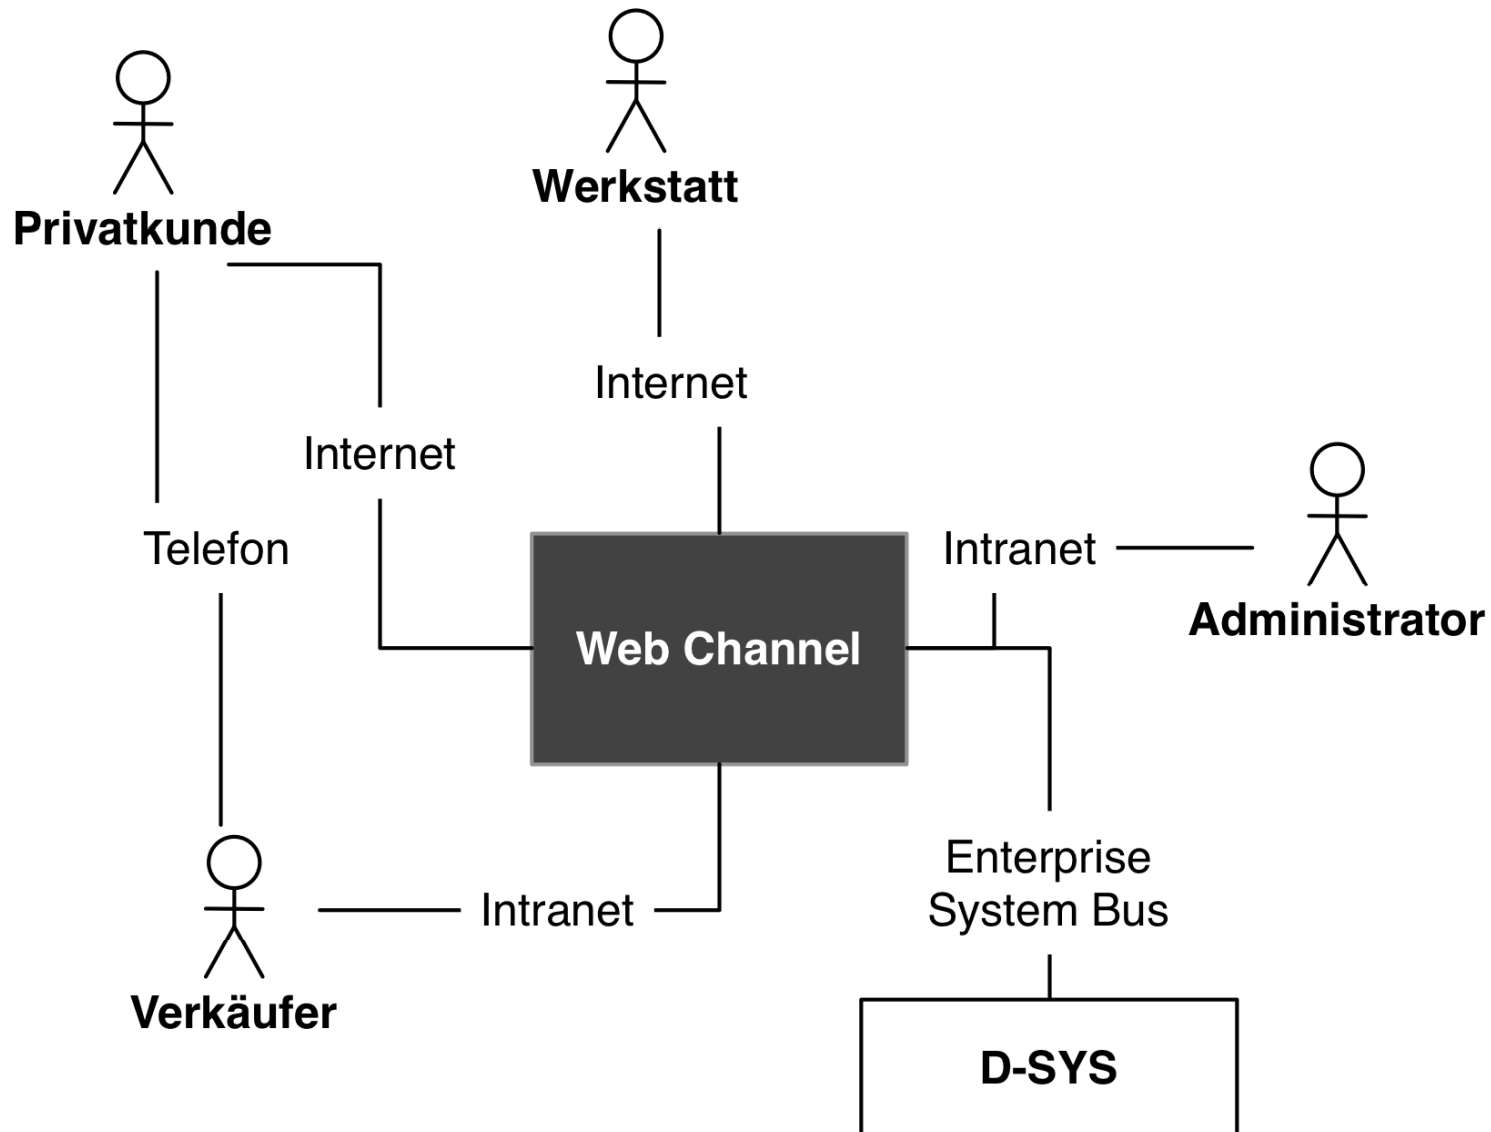 Werkstatt
Privatkunde
Internet
Internet
Telefon
Intranet
Administrator
Web Channel
Enterprise
System Bus
Intranet
Verkäufer
D-SYS